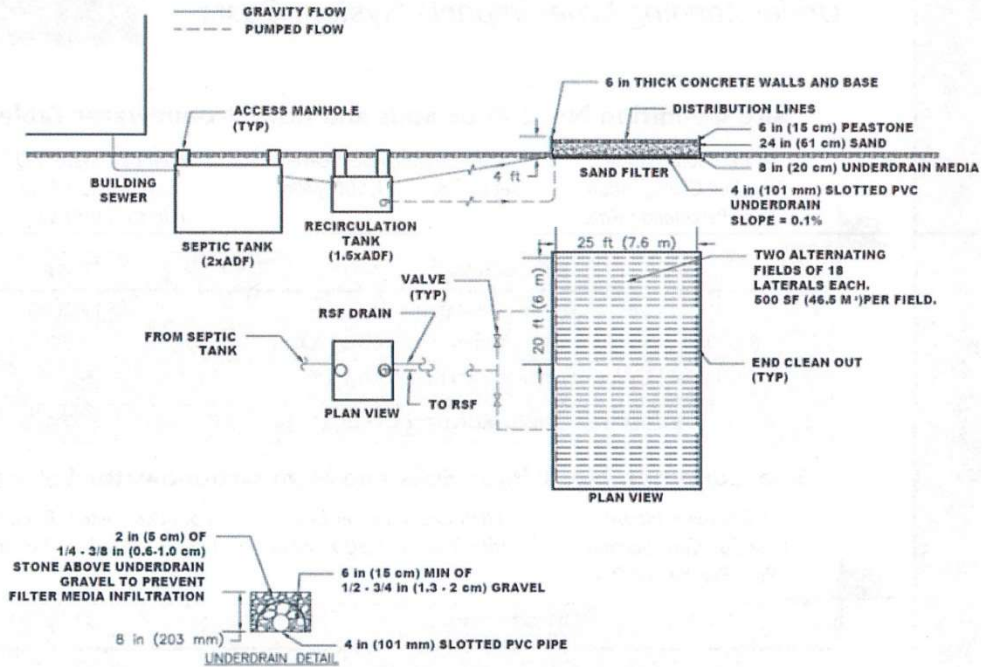 GRAVITY FLOW
PUMPED FLOW
6 in THICK CONCRETE WALLS AND BASE
ACCESS MANHOLE
(TYP)
DISTRIBUTION LINES
6 in (15 cm) PEASTONE
24 in (61 cm) SAND
8 in (20 cm) UNDERDRAIN MEDIA
4 ft
SAND FILTER
BUILDING
SEWER
4 in (101 mm) SLOTTED PVC
UNDERDRAIN
SLOPE = 0.1%
SEPTIC TANK
(2xADF)
RECIRCULATION
TANK
(1.5xADF)
25 ft (7.6 m)
TWO ALTERNATING
FIELDS OF 18
LATERALS EACH.
500 SF (46.5 M²)PER FIELD.
VALVE
(TYP)
RSF DRAIN
20 ft (6 m)
FROM SEPTIC
TANK
END CLEAN OUT
(TYP)
PLAN VIEW
TO RSF
PLAN VIEW
2 in (5 cm) OF
1/4 - 3/8 in (0.6-1.0 cm)
STONE ABOVE UNDERDRAIN
GRAVEL TO PREVENT
FILTER MEDIA INFILTRATION
6 in (15 cm) MIN OF
1/2 - 3/4 in (1.3 - 2 cm) GRAVEL
8 in (203 mm)
4 in (101 mm) SLOTTED PVC PIPE
UNDERDRAIN DETAIL